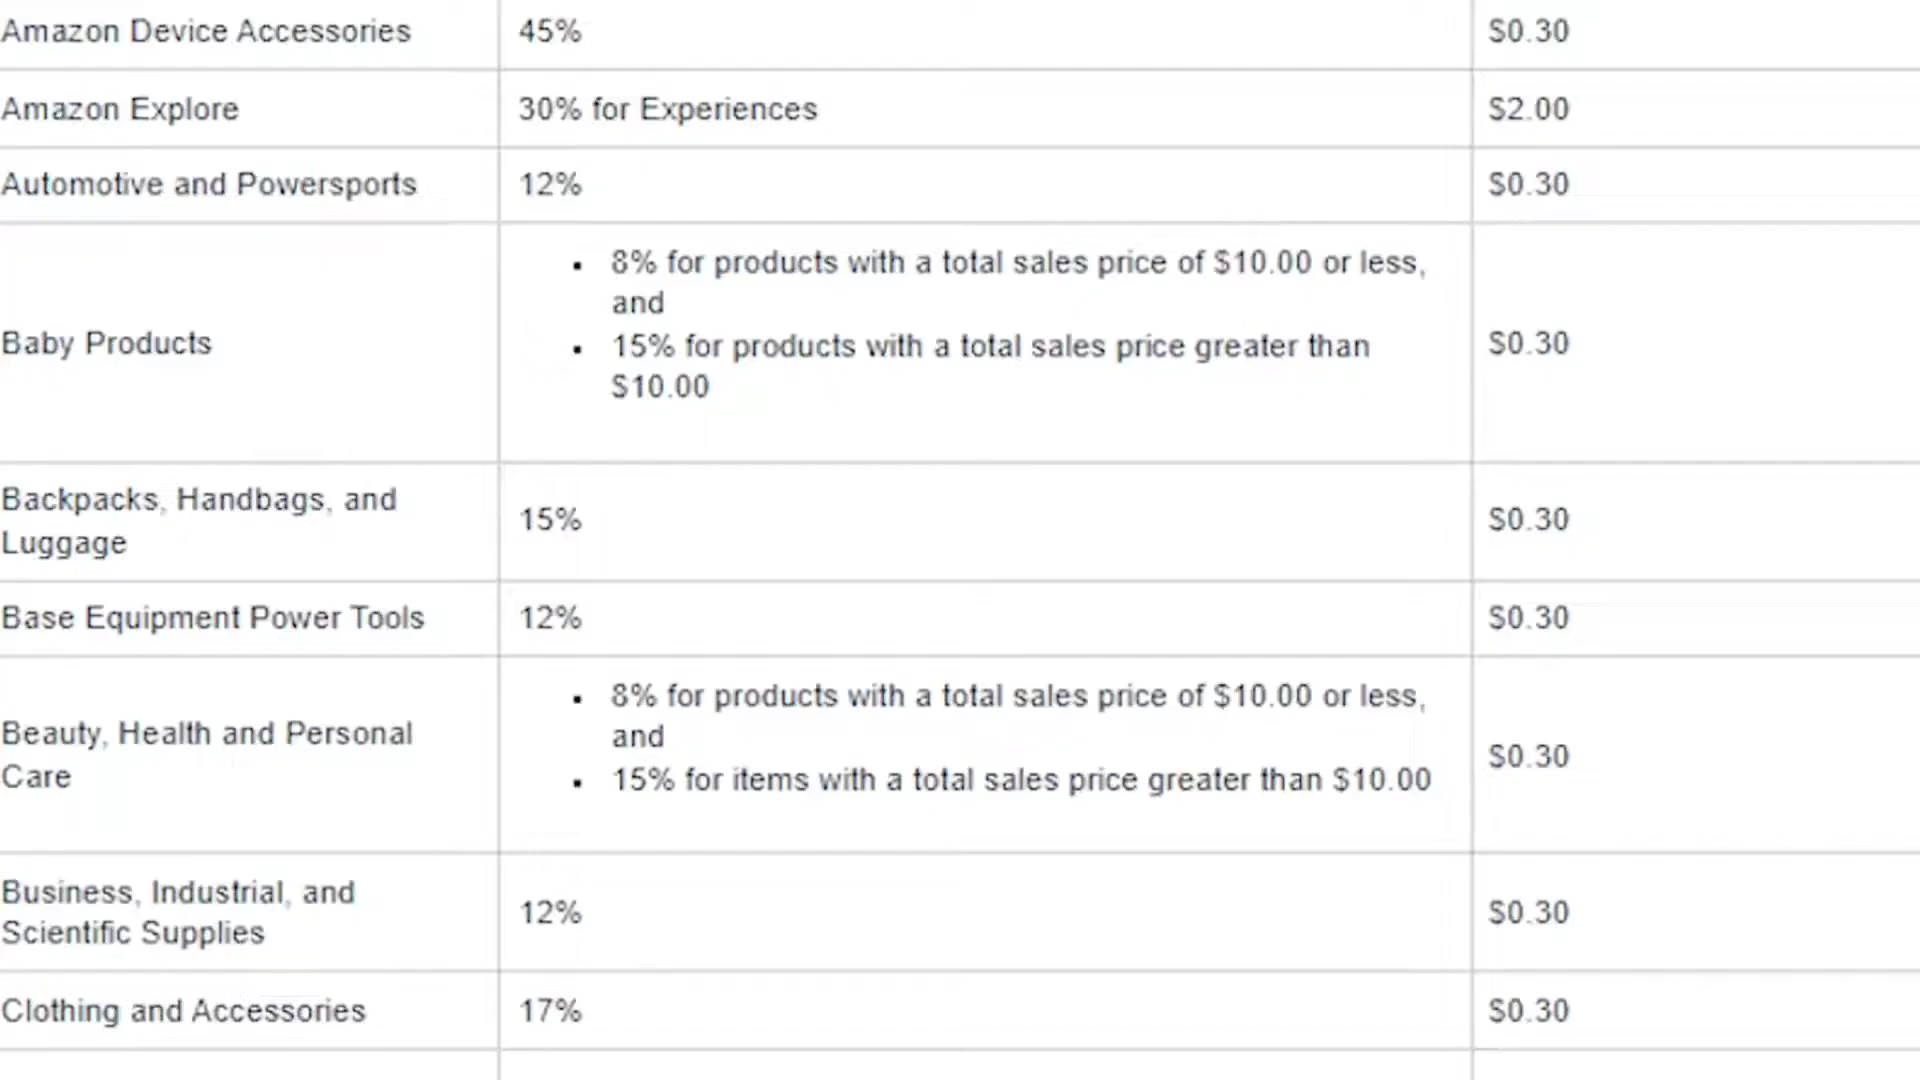 Amazon Device Accessories 45% $0.30
Amazon Explore 30% for Experiences $2.00
Automotive and Powersports 12% $0.30
Baby Products
• 8% for products with a total sales price of $10.00 or less,
and
• 15% for products with a total sales price greater than
$10.00
$0.30
Backpacks, Handbags, and
Luggage
15% $0.30
Base Equipment Power Tools 12% $0.30
Beauty, Health and Personal
Care
• 8% for products with a total sales price of $10.00 or less,
and
• 15% for items with a total sales price greater than $10.00
$0.30
Business, Industrial, and
Scientific Supplies
12% $0.30
Clothing and Accessories 17% $0.30